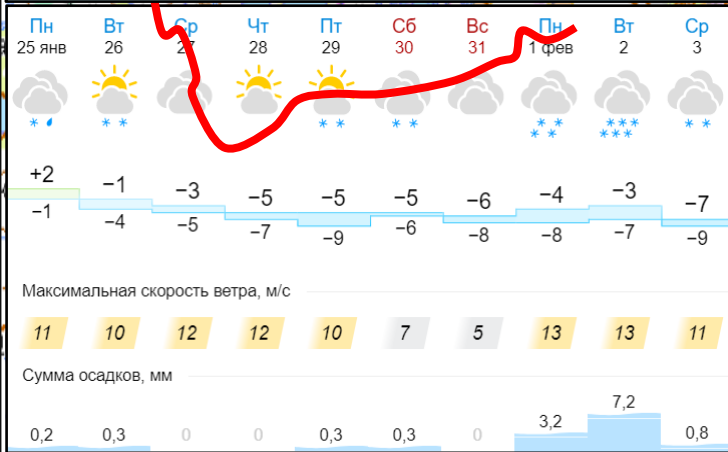 Пн Вт Ср Чт Пт Сб Вс Пн Вт Ср
25 янв 26 27 28 29 30 31 1 фев 2 3
+2 −1 −3 −5 −5 −5 −6 −4 −3 −7
−1 −4 −5 −7 −9 −6 −8 −8 −7 −9
Максимальная скорость ветра, м/с
11 10 12 12 10 7 5 13 13 11
Сумма осадков, мм
0,2 0,3 0 0 0,3 0,3 0 3,2 7,2 0,8